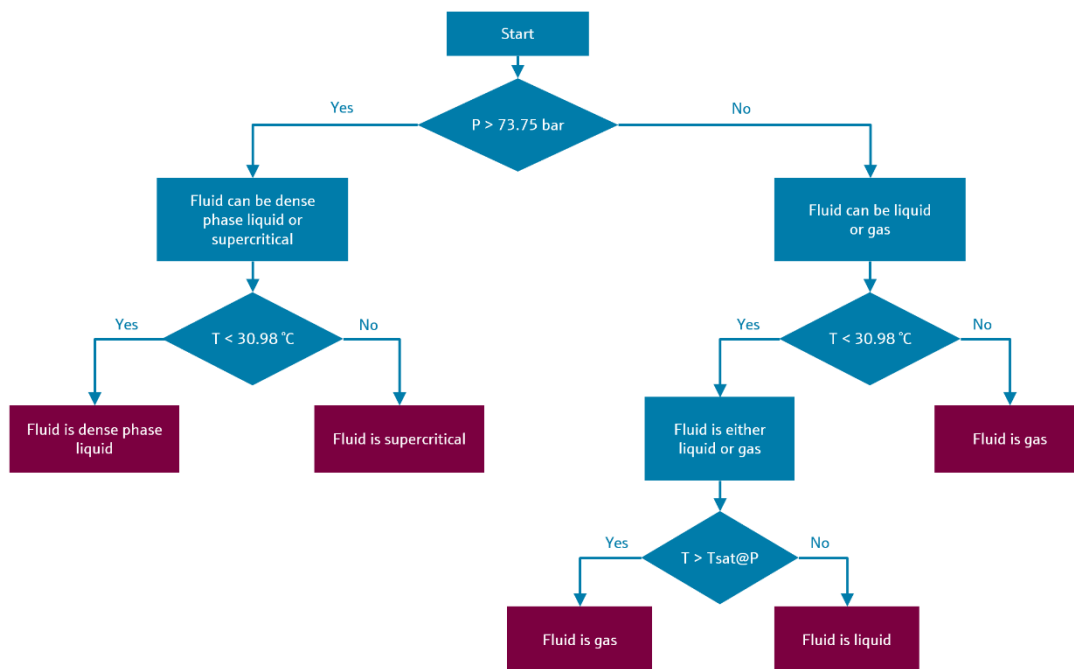 Start
Yes
P > 73.75 bar
No
Fluid can be dense
phase liquid or
supercritical
Fluid can be liquid
or gas
Yes
T < 30.98 °C
No
Yes
T < 30.98 °C
No
Fluid is dense phase
liquid
Fluid is supercritical
Fluid is either
liquid or gas
Fluid is gas
Yes
T > Tsat@P
No
Fluid is gas
Fluid is liquid